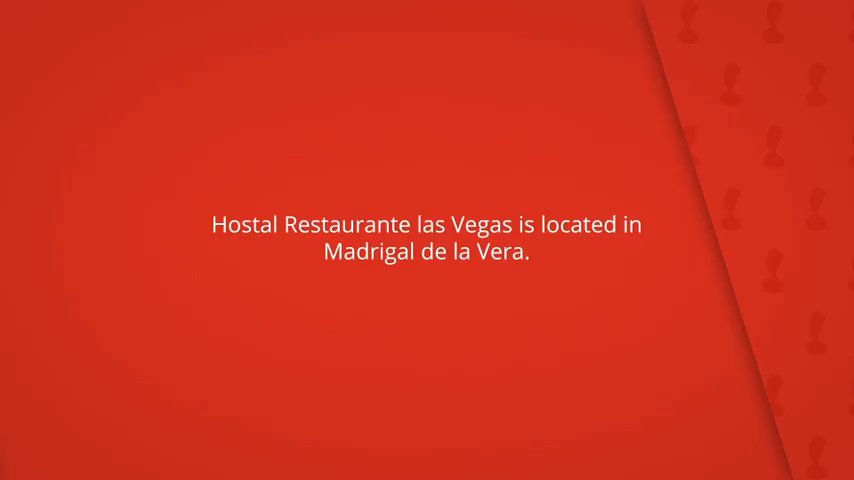 Hostal Restaurante las Vegas is located in
Madrigal de la Vera.